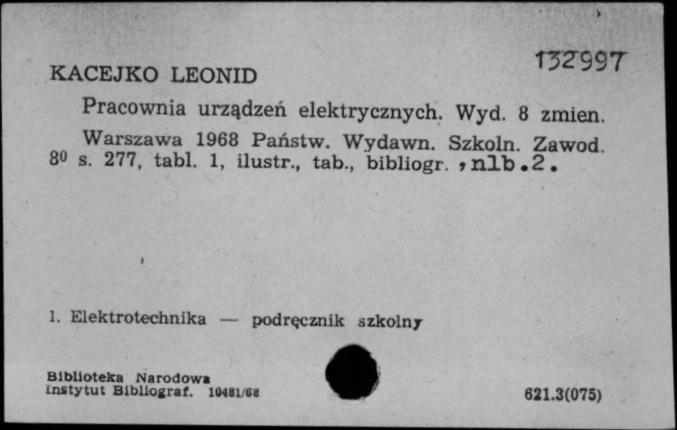 132997
KACEJKO LEONID
Pracownia urządzeń elektrycznych. Wyd. 8 zmien.
Warszawa 1968 Państw. Wydawn. Szkoln. Zawod.
8⁰ s. 277, tabl. 1, ilustr., tab., bibliogr. ,nlb.2.
1. Elektrotechnika — podręcznik szkolny
Biblioteka Narodowa
Instytut Bibliograf. 10481/68
621.3(075)